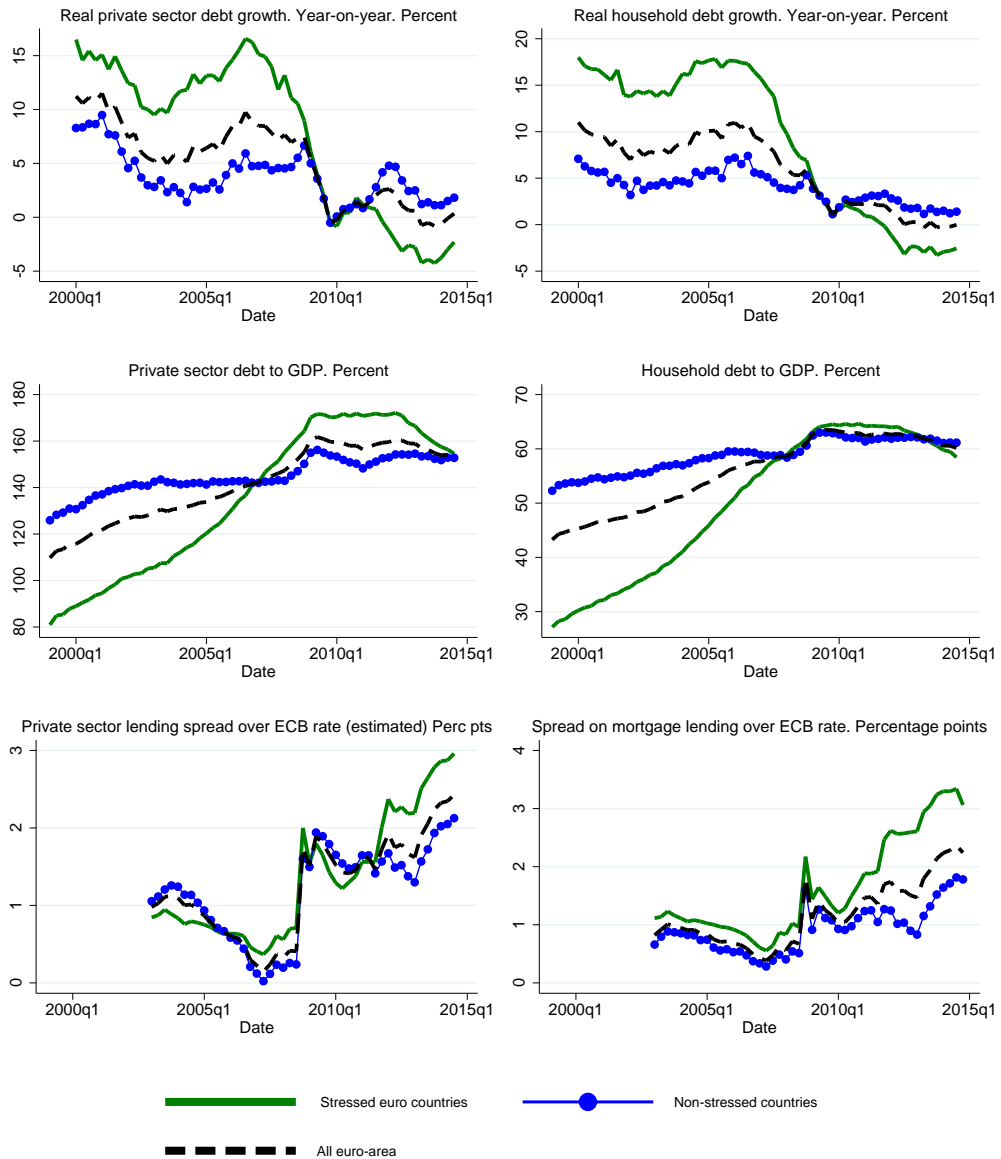 Real private sector debt growth. Year-on-year. Percent
15
10
5
0
-5
2000q1 2005q1 2010q1 2015q1
Date
Real household debt growth. Year-on-year. Percent
20
15
10
5
0
-5
2000q1 2005q1 2010q1 2015q1
Date
Private sector debt to GDP. Percent
180
160
140
120
100
80
2000q1 2005q1 2010q1 2015q1
Date
Household debt to GDP. Percent
70
60
50
40
30
2000q1 2005q1 2010q1 2015q1
Date
Private sector lending spread over ECB rate (estimated) Perc pts
3
2
1
0
2000q1 2005q1 2010q1 2015q1
Date
Spread on mortgage lending over ECB rate. Percentage points
4
3
2
1
0
2000q1 2005q1 2010q1 2015q1
Date
Stressed euro countries
Non-stressed countries
All euro-area